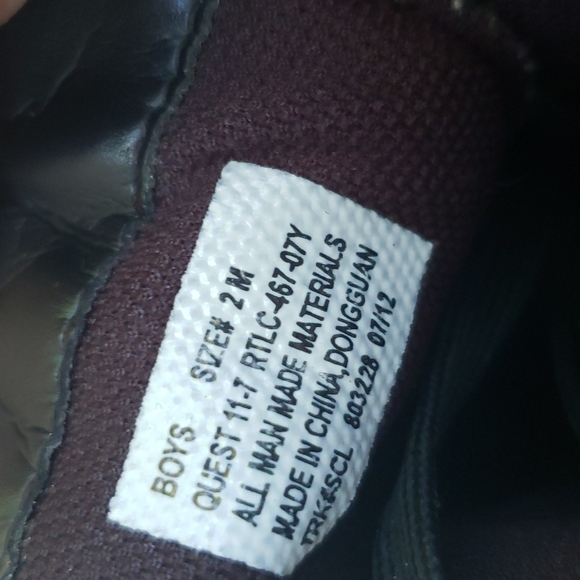 BOYS SIZE# 2 M
QUEST 11-7 RTLC-467-07Y
ALL MAN MADE MATERIALS
MADE IN CHINA,DONGGUAN
TRK&SCL 803228 07/12